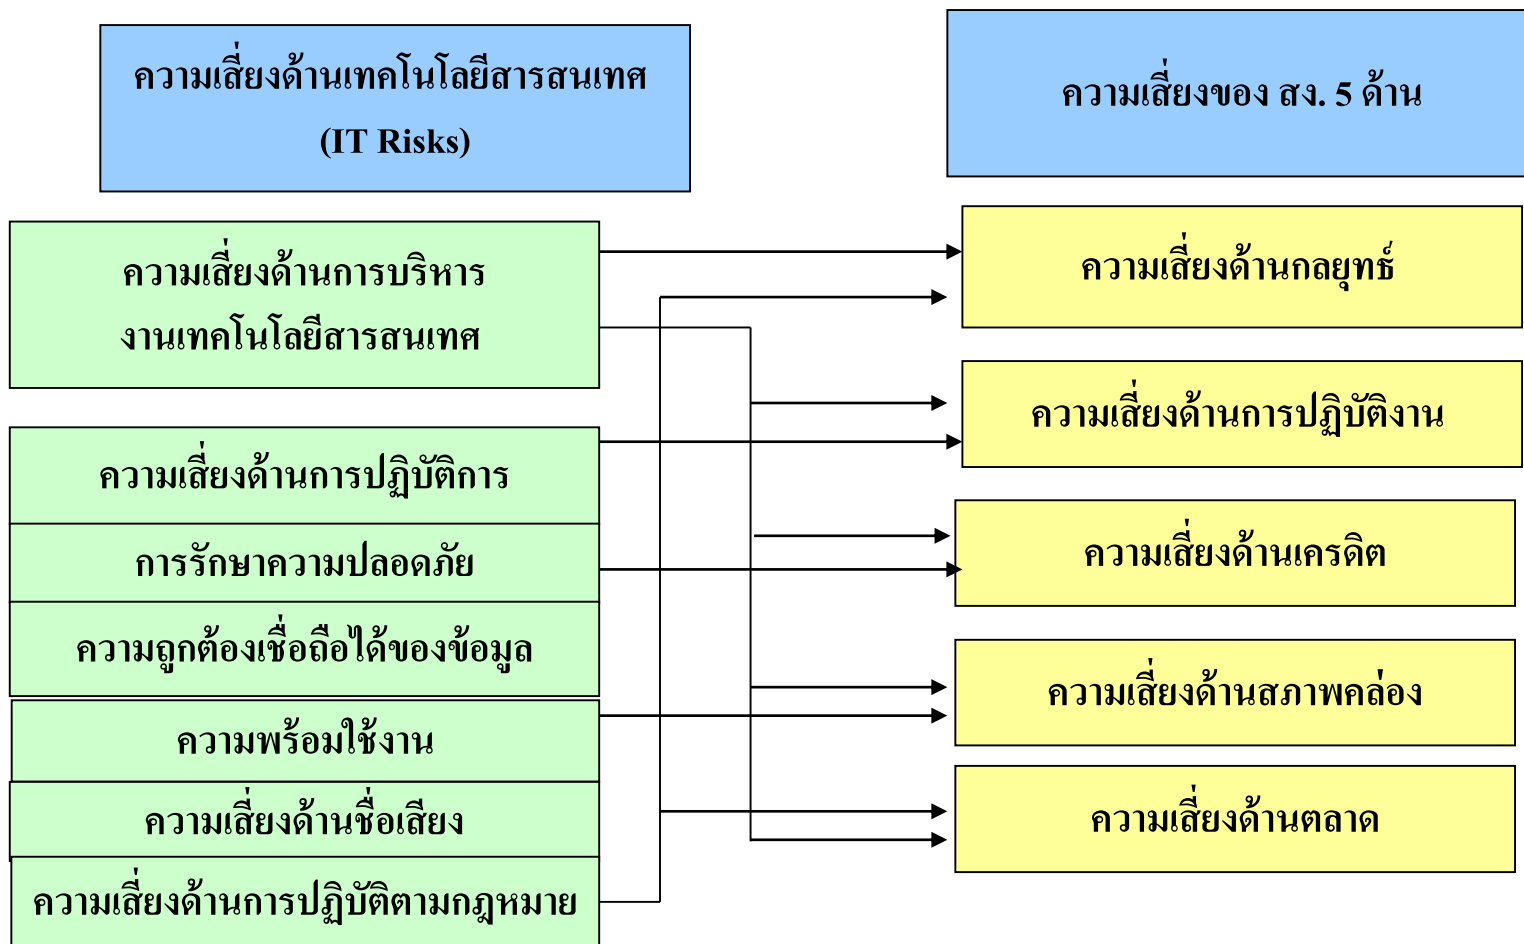 ความเสี่ยงด้านเทคโนโลยีสารสนเทศ
(IT Risks)
ความเสี่ยงของ สง. 5 ด้าน
ความเสี่ยงด้านการบริหาร
งานเทคโนโลยีสารสนเทศ
ความเสี่ยงด้านการปฏิบัติการ
การรักษาความปลอดภัย
ความถูกต้องเชื่อถือได้ของข้อมูล
ความพร้อมใช้งาน
ความเสี่ยงด้านชื่อเสียง
ความเสี่ยงด้านการปฏิบัติตามกฎหมาย
ความเสี่ยงด้านกลยุทธ์
ความเสี่ยงด้านการปฏิบัติงาน
ความเสี่ยงด้านเครดิต
ความเสี่ยงด้านสภาพคล่อง
ความเสี่ยงด้านตลาด